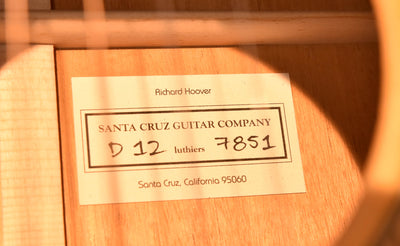 Richard Hoover
SANTA CRUZ GUITAR COMPANY
D 12 luthiers 7851
Santa Cruz, California 95060